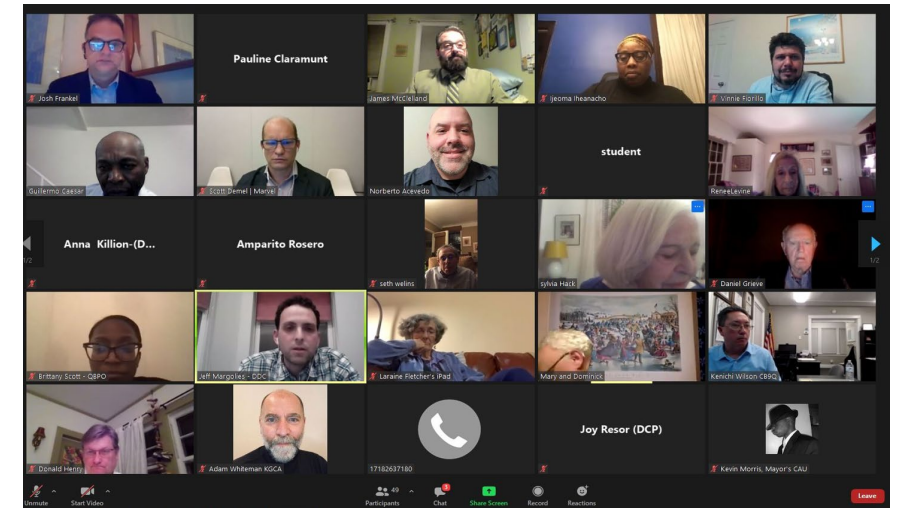 Josh Frankel
Pauline Claramunt
James McClelland
Ijeoma Iheanacho
Vinnie Fiorillo
Guillermo Caesar
Scott Demel | Marvel
Norberto Acevedo
student
ReneeLevine
Anna Killion-(D...
Amparito Rosero
seth welins
sylvia Hack
Daniel Grieve
1/2
1/2
Brittany Scott - QBPO
Jeff Margolies - DDC
Laraine Fletcher's iPad
Mary and Dominick
Kenichi Wilson-CB9Q
Donald Henry
Adam Whiteman KGCA
17182637180
Joy Resor (DCP)
Kevin Morris, Mayor's CAU
Unmute
Start Video
49
Participants
3
Chat
Share Screen
Record
Reactions
Leave